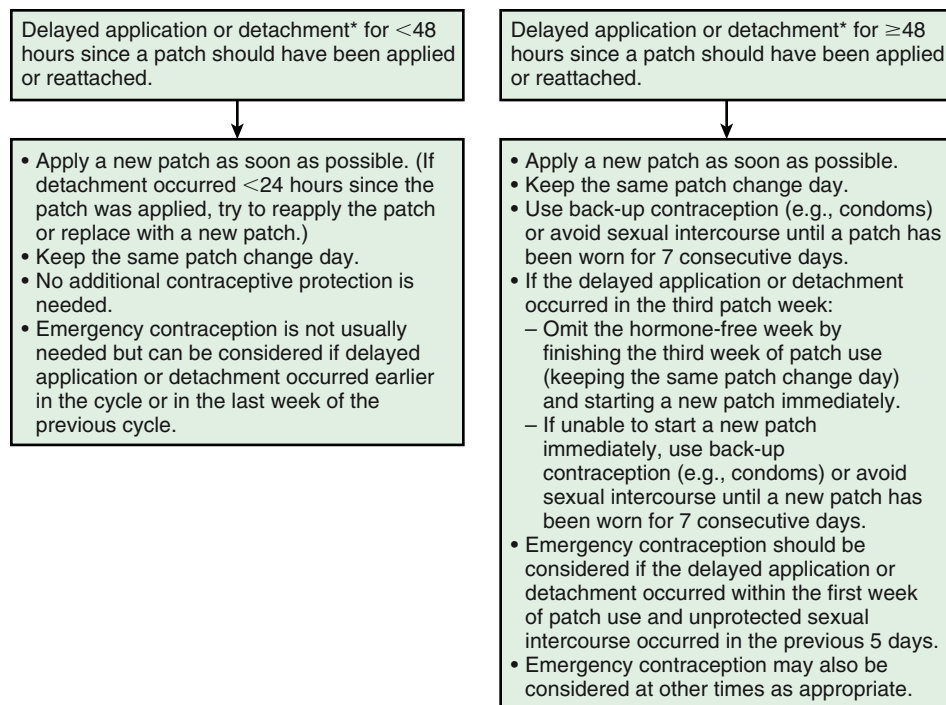 Delayed application or detachment* for <48
hours since a patch should have been applied
or reattached.
• Apply a new patch as soon as possible. (If
detachment occurred <24 hours since the
patch was applied, try to reapply the patch
or replace with a new patch.)
• Keep the same patch change day.
• No additional contraceptive protection is
needed.
• Emergency contraception is not usually
needed but can be considered if delayed
application or detachment occurred earlier
in the cycle or in the last week of the
previous cycle.
Delayed application or detachment* for ≥48
hours since a patch should have been applied
or reattached.
• Apply a new patch as soon as possible.
• Keep the same patch change day.
• Use back-up contraception (e.g., condoms)
or avoid sexual intercourse until a patch has
been worn for 7 consecutive days.
• If the delayed application or detachment
occurred in the third patch week:
– Omit the hormone-free week by
finishing the third week of patch use
(keeping the same patch change day)
and starting a new patch immediately.
– If unable to start a new patch
immediately, use back-up
contraception (e.g., condoms) or avoid
sexual intercourse until a new patch has
been worn for 7 consecutive days.
• Emergency contraception should be
considered if the delayed application or
detachment occurred within the first week
of patch use and unprotected sexual
intercourse occurred in the previous 5 days.
• Emergency contraception may also be
considered at other times as appropriate.